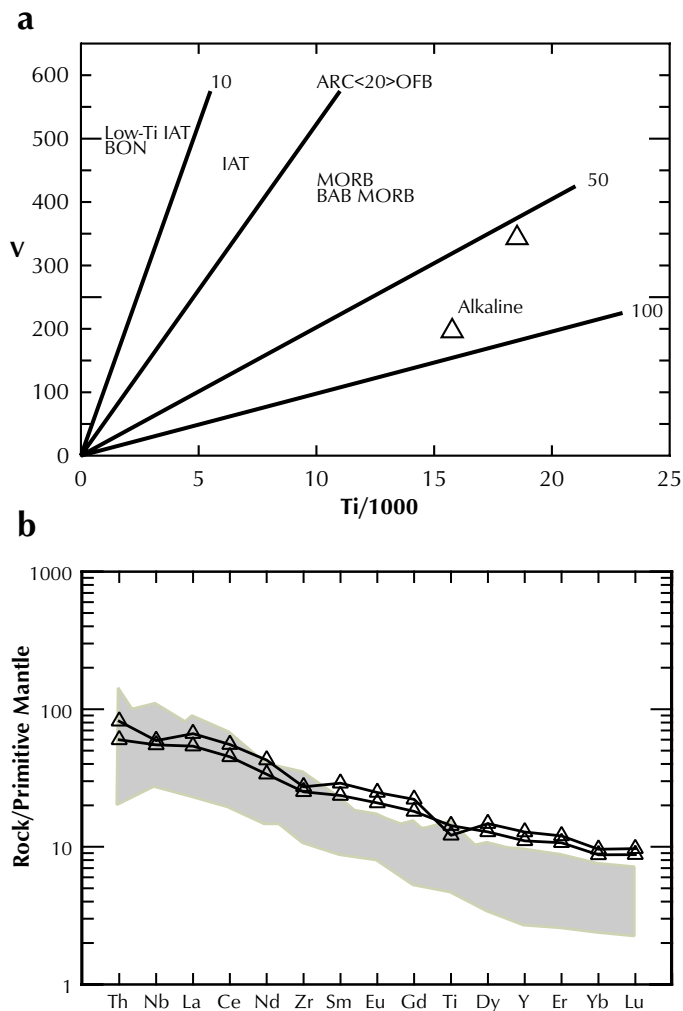 a
600
500
400
300
200
100
0
V
10
ARC<20>OFB
Low-Ti IAT
BON
IAT
MORB
BAB MORB
50
Alkaline
100
0 5 10 15 20 25
Ti/1000
b
1000
100
10
1
Rock/Primitive Mantle
Th Nb La Ce Nd Zr Sm Eu Gd Ti Dy Y Er Yb Lu